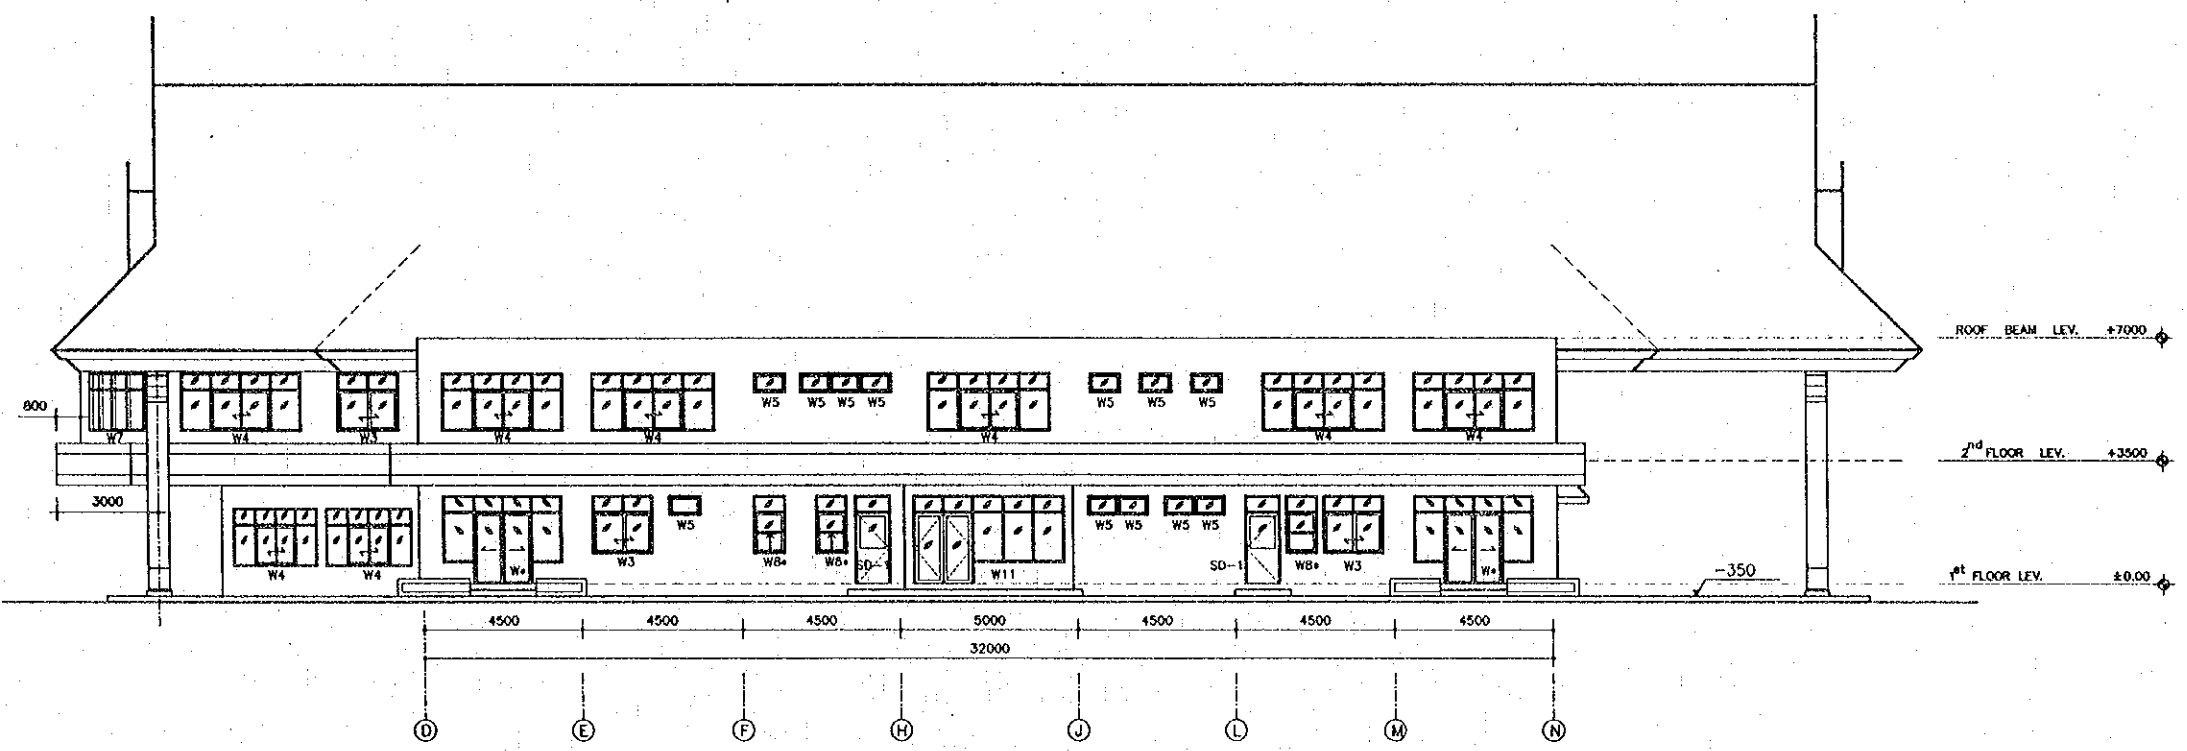 ROOF BEAM LEV. +7000
W5 W5 W5 W5 W5 W5 W5
800
W7 W4 W3 W4 W4 W4 W4 W4
2nd FLOOR LEV. +3500
3000
W5 W5 W5 W5 W5
W3 W8* W8* SD-1 SD-1 W8* W3
W4 W4 W* W11 W*
-350
1st FLOOR LEV. ±0.00
4500 4500 4500 5000 4500 4500 4500
32000
D E F H J L M N